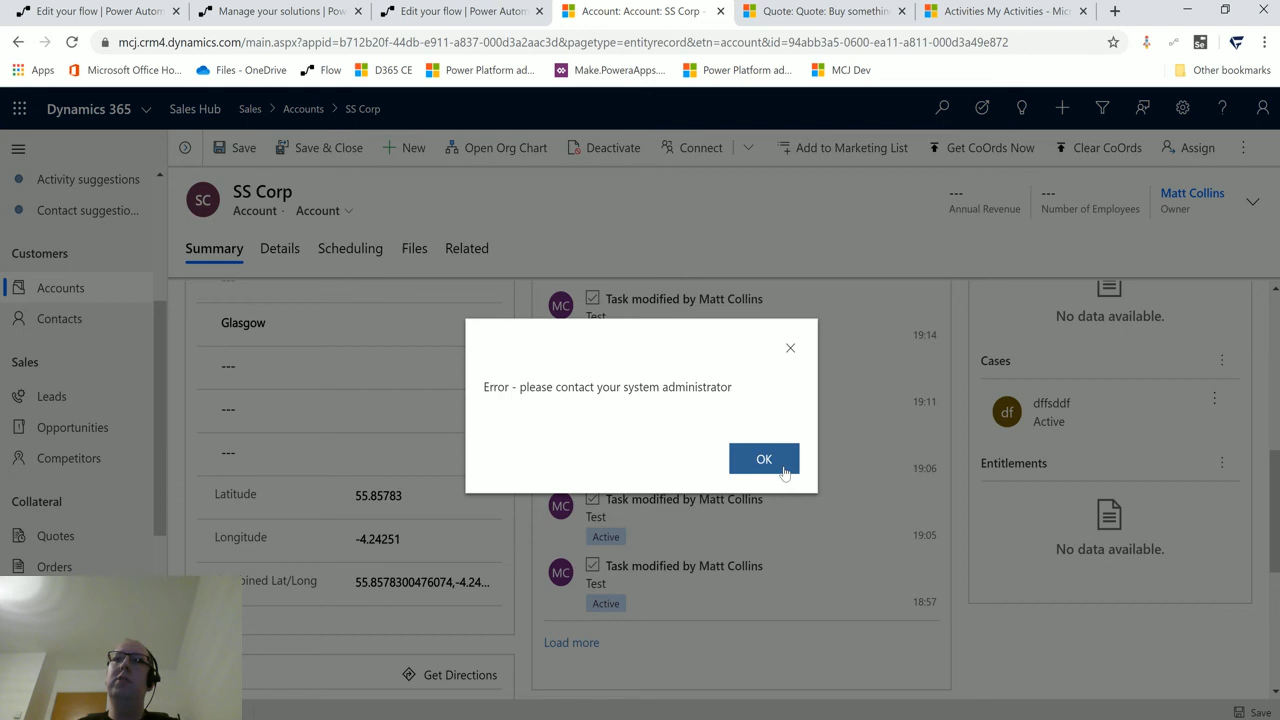 Edit your flow | Power Autom
Manage your solutions | Pow
Edit your flow | Power Autom
Account: Account: SS Corp -
Quote: Quote: Buy somethin
Activities My Activities - Micr
mcj.crm4.dynamics.com/main.aspx?appid=b712b20f-44db-e911-a837-000d3a2aac3d&pagetype=entityrecord&etn=account&id=94abb3a5-0600-ea11-a811-000d3a49e872
Apps
Microsoft Office Ho...
Files - OneDrive
Flow
D365 CE
Power Platform ad...
Make.PoweraApps....
Power Platform ad...
MCJ Dev
Other bookmarks
Dynamics 365
Sales Hub
Sales > Accounts > SS Corp
Save
Save & Close
New
Open Org Chart
Deactivate
Connect
Add to Marketing List
Get CoOrds Now
Clear CoOrds
Assign
Activity suggestions
Contact suggestio...
Customers
Accounts
Contacts
Sales
Leads
Opportunities
Competitors
Collateral
Quotes
Orders
SC
SS Corp
Account · Account
---
Annual Revenue
---
Number of Employees
Matt Collins
Owner
Summary
Details
Scheduling
Files
Related
---
Glasgow
---
---
---
Latitude
55.85783
Longitude
-4.24251
bined Lat/Long
55.8578300476074,-4.24...
Get Directions
MC
Task modified by Matt Collins
Test
19:14
19:11
19:06
Error - please contact your system administrator
OK
MC
Task modified by Matt Collins
Test
Active
19:05
MC
Task modified by Matt Collins
Test
Active
18:57
Load more
No data available.
Cases
df
dffsddf
Active
Entitlements
No data available.
Save